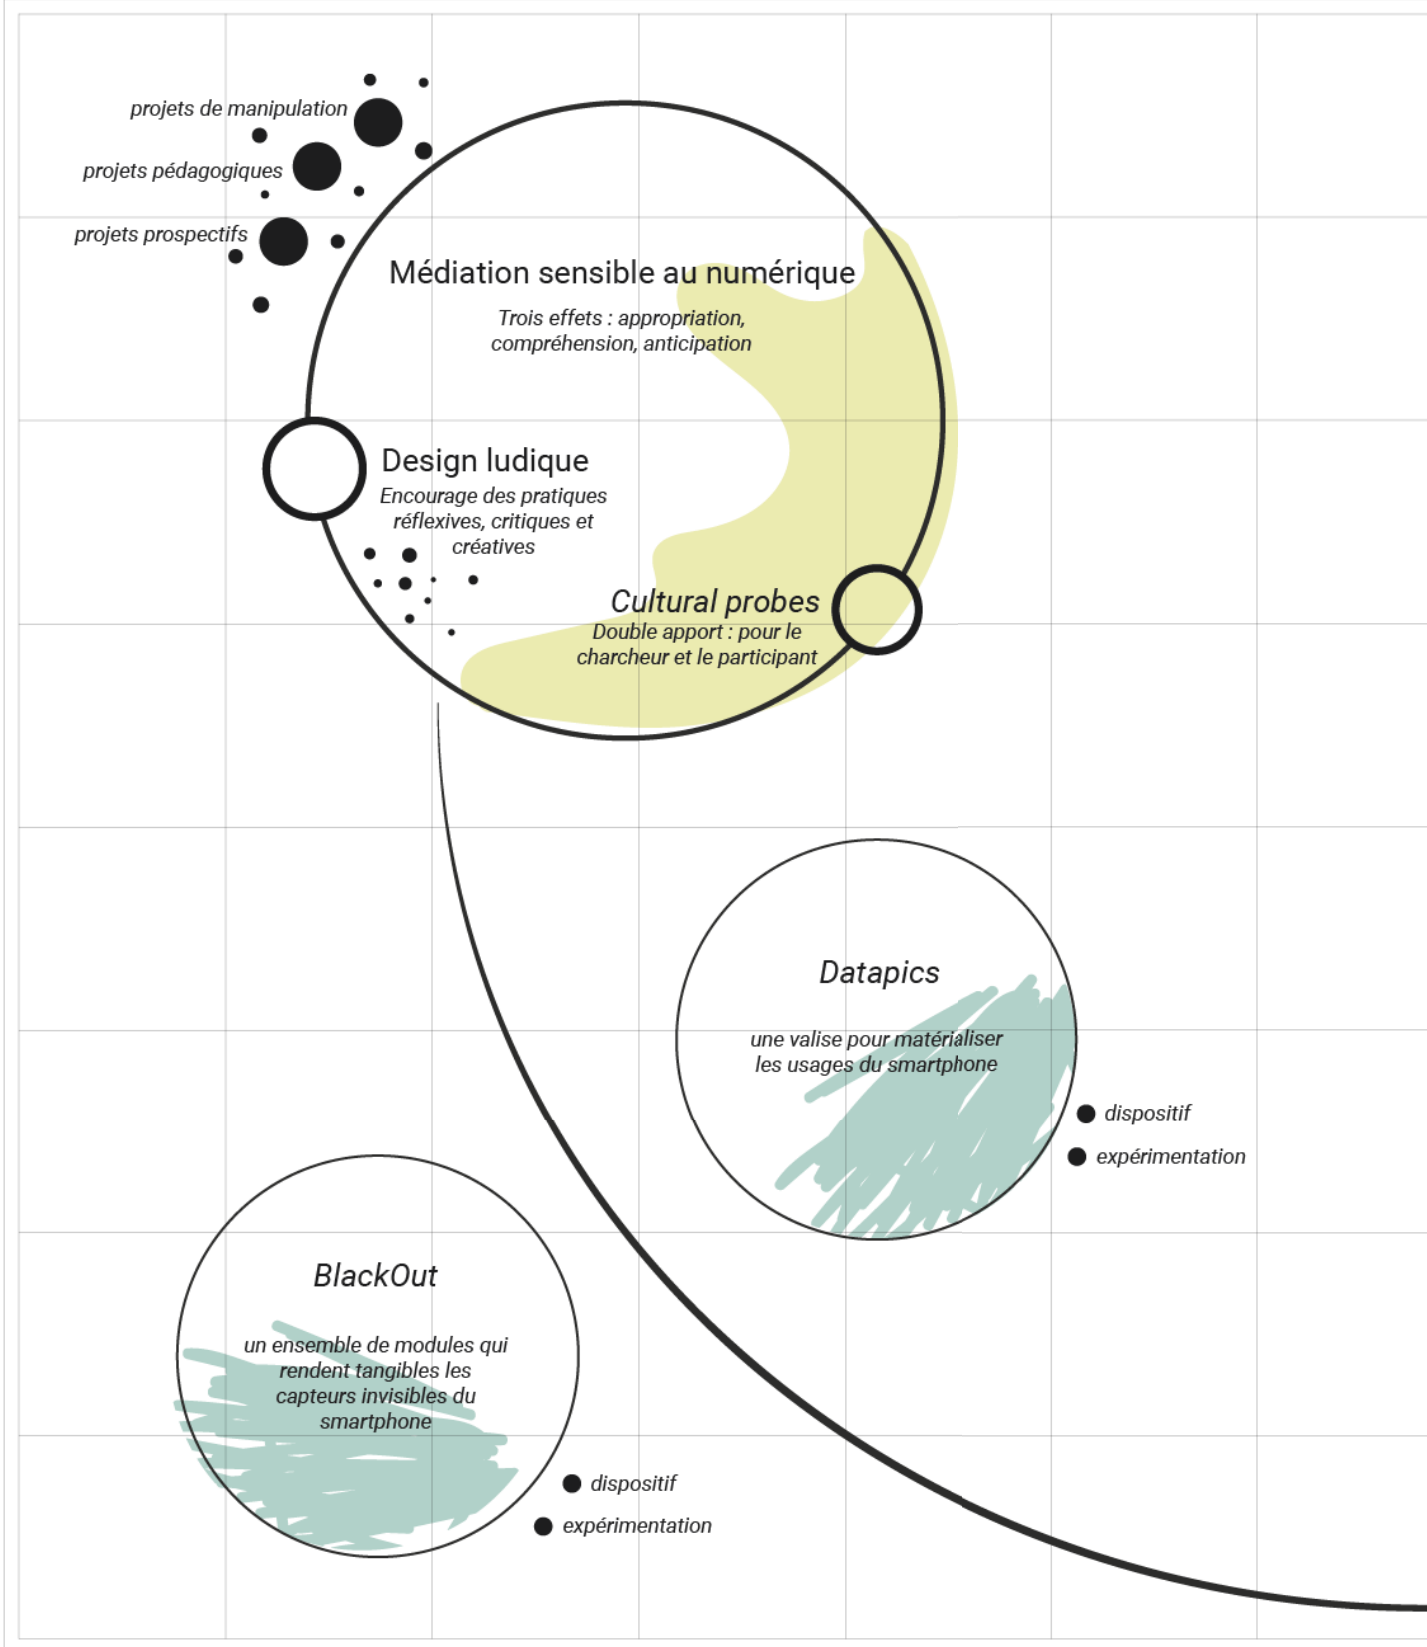 projets de manipulation
projets pédagogiques
projets prospectifs
Médiation sensible au numérique
Trois effets : appropriation,
compréhension, anticipation
Design ludique
Encourage des pratiques
réflexives, critiques et
créatives
Cultural probes
Double apport : pour le
charcheur et le participant
Datapics
une valise pour matérialiser
les usages du smartphone
dispositif
expérimentation
BlackOut
un ensemble de modules qui
rendent tangibles les
capteurs invisibles du
smartphone
dispositif
expérimentation